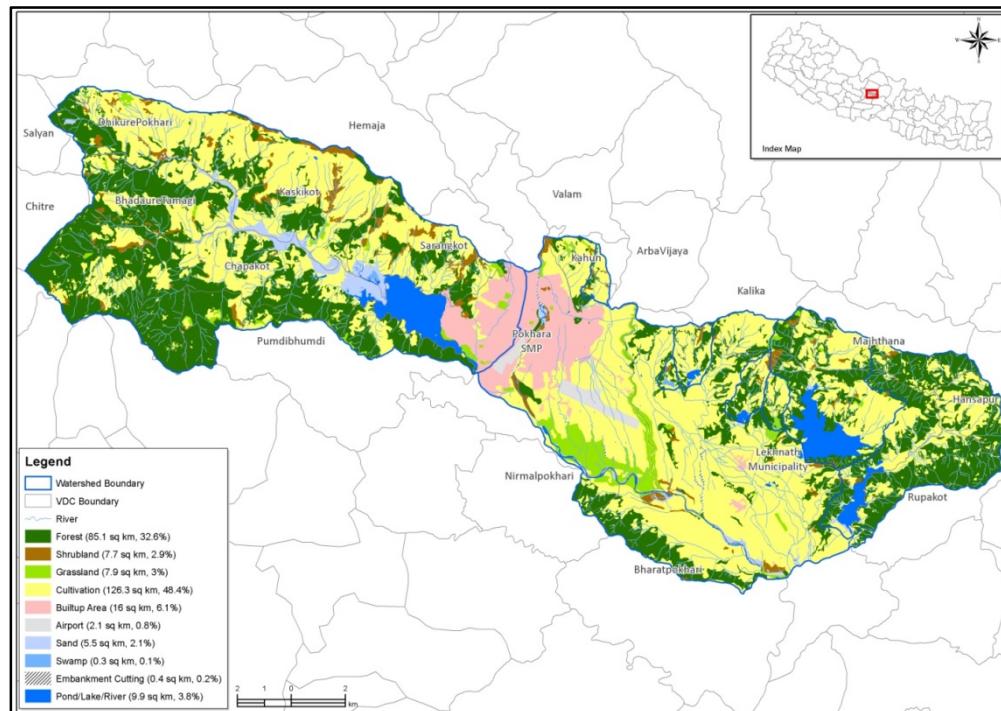 W E
N
S
Index Map
Hemaja
DhikurePokhari
Salyan
Valam
Chitre
BhadaureTamagi
Kaskikot
Sarangkot
Kahun
ArbaVijaya
Chapakot
Kalika
Pumdibhumdi
Pokhara
SMP
Majhthana
Hansapur
Lekhnath
Municipality
Nirmalpokhari
Rupakot
Bharatpokhari
Legend
Watershed Boundary
VDC Boundary
River
Forest (85.1 sq km, 32.6%)
Shrubland (7.7 sq km, 2.9%)
Grassland (7.9 sq km, 3%)
Cultivation (126.3 sq km, 48.4%)
Builtup Area (16 sq km, 6.1%)
Airport (2.1 sq km, 0.8%)
Sand (5.5 sq km, 2.1%)
Swamp (0.3 sq km, 0.1%)
Embankment Cutting (0.4 sq km, 0.2%)
Pond/Lake/River (9.9 sq km, 3.8%)
2 1 0 2
km